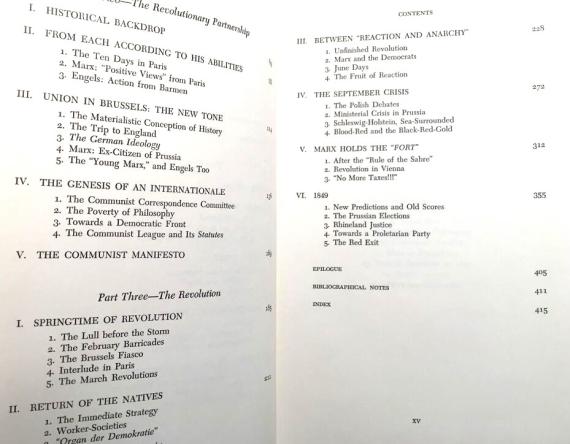 —The Revolutionary Partnership
I. HISTORICAL BACKDROP
II. FROM EACH ACCORDING TO HIS ABILITIES
1. The Ten Days in Paris
2. Marx: "Positive Views" from Paris
3. Engels: Action from Barmen
III. UNION IN BRUSSELS: THE NEW TONE
1. The Materialistic Conception of History
2. The Trip to England
3. The German Ideology
4. Marx: Ex-Citizen of Prussia
5. The "Young Marx," and Engels Too
IV. THE GENESIS OF AN INTERNATIONALE
1. The Communist Correspondence Committee
2. The Poverty of Philosophy
3. Towards a Democratic Front
4. The Communist League and Its Statutes
V. THE COMMUNIST MANIFESTO
Part Three—The Revolution
I. SPRINGTIME OF REVOLUTION
1. The Lull before the Storm
2. The February Barricades
3. The Brussels Fiasco
4. Interlude in Paris
5. The March Revolutions
II. RETURN OF THE NATIVES
1. The Immediate Strategy
2. Worker-Societies
3. "Organ der Demokratie"
CONTENTS
III. BETWEEN "REACTION AND ANARCHY" 228
1. Unfinished Revolution
2. Marx and the Democrats
3. June Days
4. The Fruit of Reaction
IV. THE SEPTEMBER CRISIS 272
1. The Polish Debates
2. Ministerial Crisis in Prussia
3. Schleswig-Holstein, Sea-Surrounded
4. Blood-Red and the Black-Red-Gold
V. MARX HOLDS THE "FORT" 312
1. After the "Rule of the Sabre"
2. Revolution in Vienna
3. "No More Taxes!!!"
VI. 1849 355
1. New Predictions and Old Scores
2. The Prussian Elections
3. Rhineland Justice
4. Towards a Proletarian Party
5. The Red Exit
EPILOGUE 405
BIBLIOGRAPHICAL NOTES 411
INDEX 415
XV